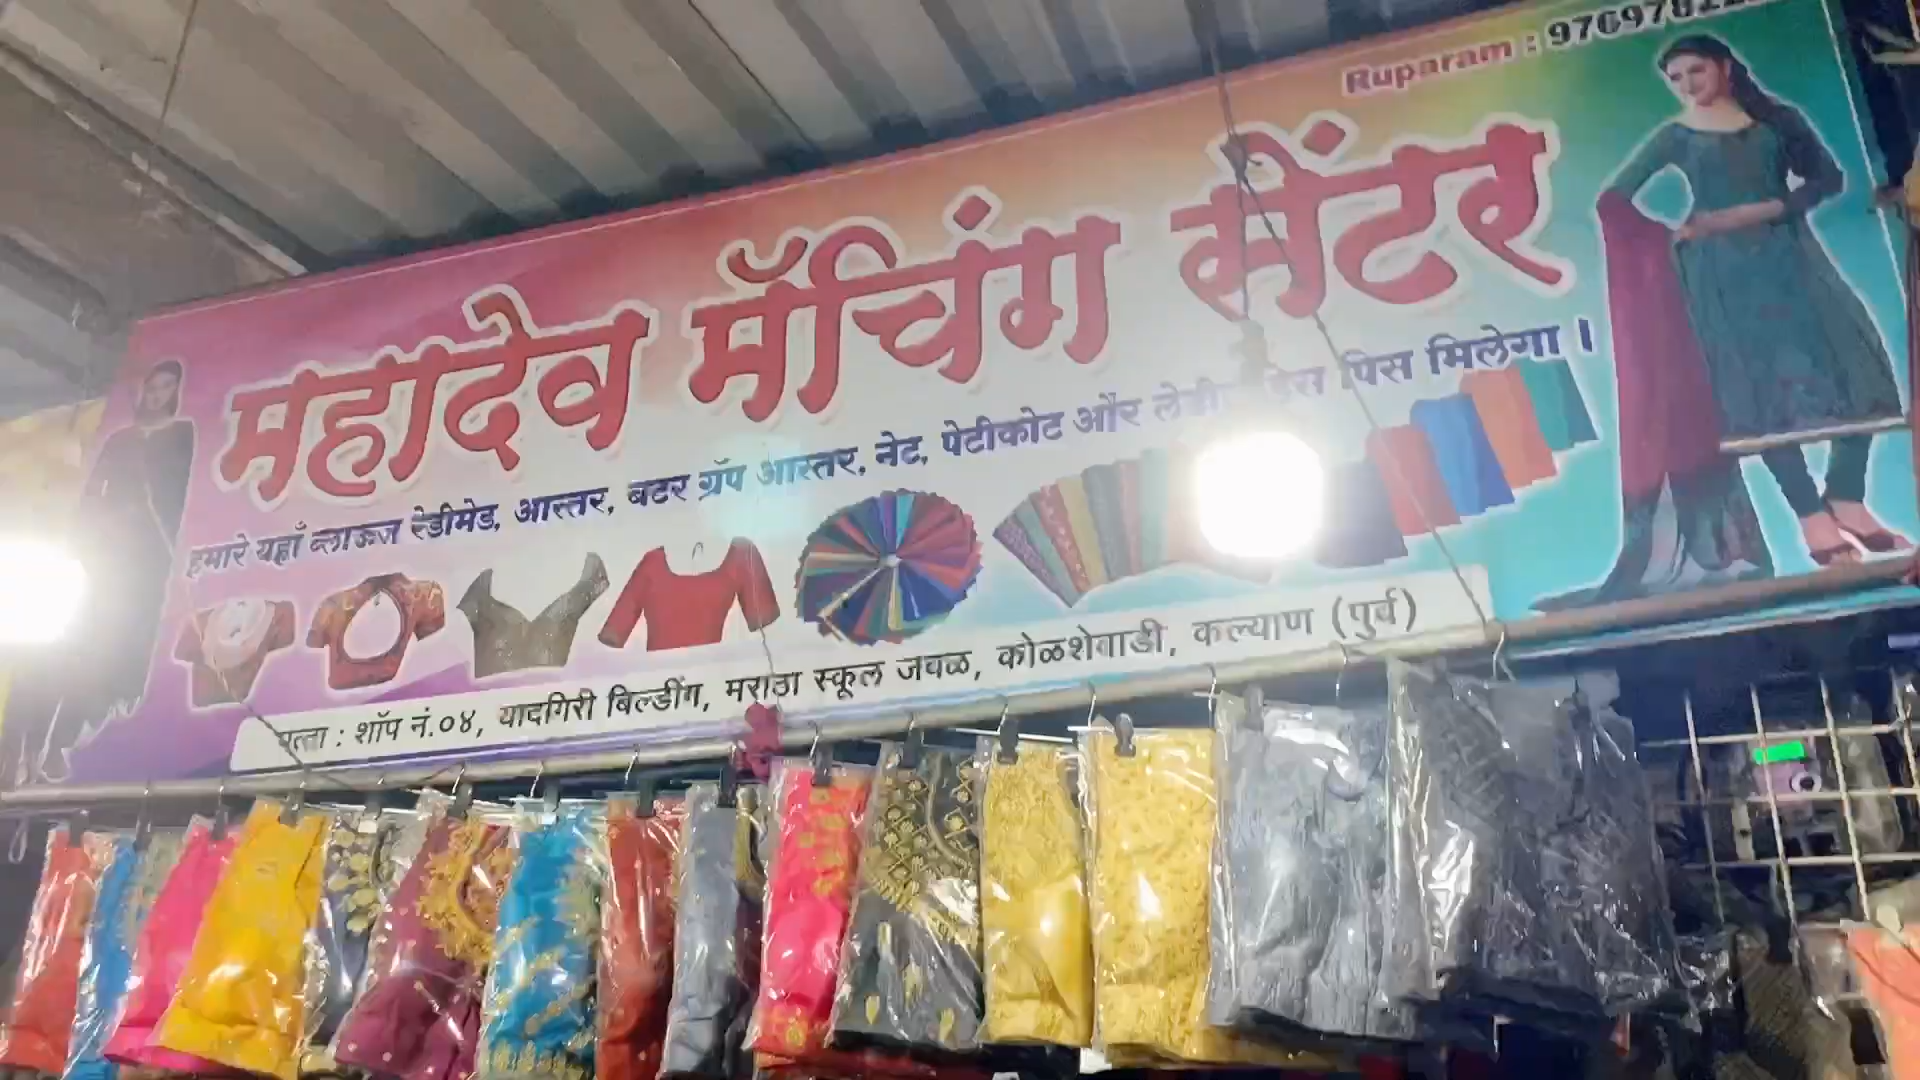 Ruparam :
महादेव मॅचिंग सेंटर
हमारे यहाँ ब्लाऊज रेडीमेड, आस्तर, बटर ग्रॅप आस्तर, नेट, पेटीकोट और पिस मिलेगा ।
पत्ता : शॉप नं.०४, यादगिरी बिल्डींग, मराठा स्कूल जवळ, कोळशेवाडी, कल्याण (पुर्व)